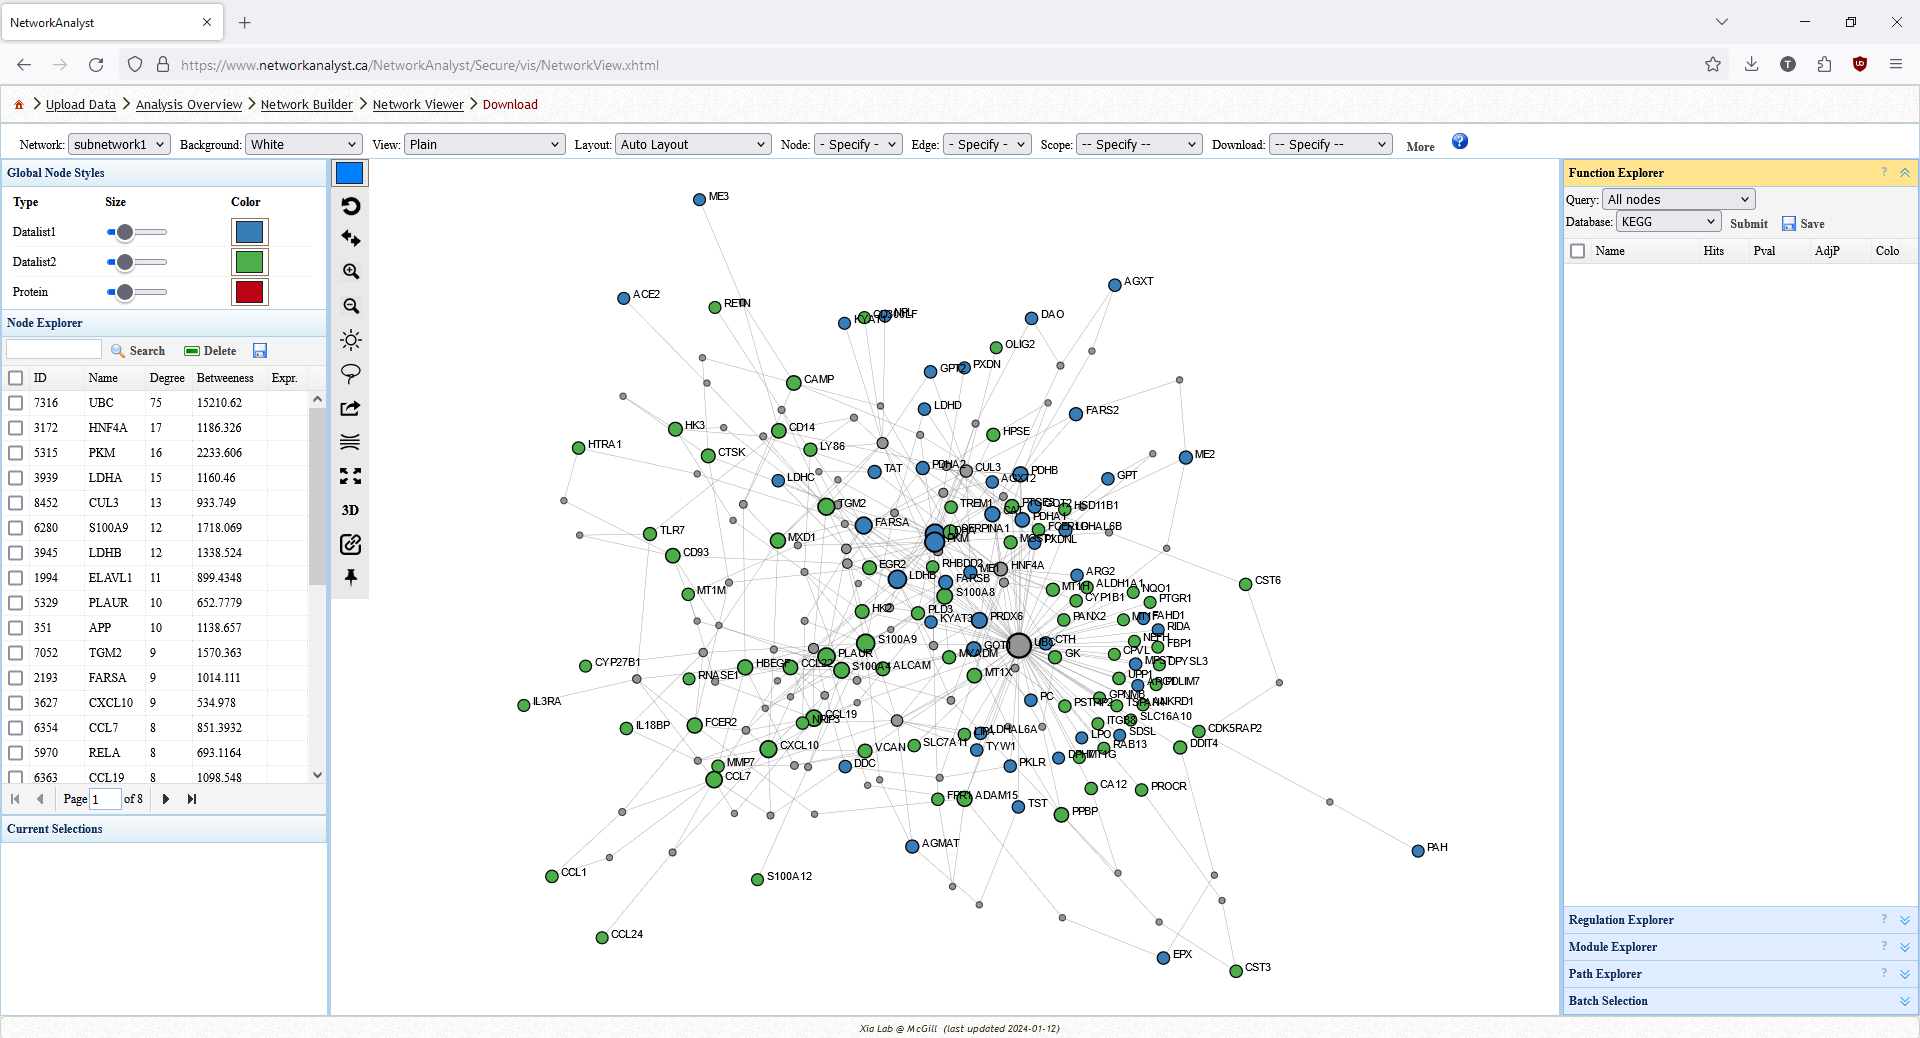 NetworkAnalyst
https://www.networkanalyst.ca/NetworkAnalyst/Secure/vis/NetworkView.xhtml
Upload Data > Analysis Overview > Network Builder > Network Viewer > Download
Network: subnetwork1 Background: White View: Plain Layout: Auto Layout Node: - Specify - Edge: - Specify - Scope: -- Specify -- Download: -- Specify -- More
Global Node Styles
Type Size Color
Datalist1
Datalist2
Protein
Node Explorer
Search Delete
ID Name Degree Betweeness Expr.
7316 UBC 75 15210.62
3172 HNF4A 17 1186.326
5315 PKM 16 2233.606
3939 LDHA 15 1160.46
8452 CUL3 13 933.749
6280 S100A9 12 1718.069
3945 LDHB 12 1338.524
1994 ELAVL1 11 899.4348
5329 PLAUR 10 652.7779
351 APP 10 1138.657
7052 TGM2 9 1570.363
2193 FARSA 9 1014.111
3627 CXCL10 9 534.978
6354 CCL7 8 851.3932
5970 RELA 8 693.1164
6363 CCL19 8 1098.548
Page 1 of 8
Current Selections
3D
ME3
AGXT
ACE2
RETN
DAO
OLIG2
GPT2
PXDN
CAMP
LDHD
FARS2
HK3
CD14
HPSE
HTRA1
CTSK
LY86
ME2
LDHC
TAT
PDHA2
CUL3
PDHB
AGXT2
GPT
TGM2
TREM1
HSD11B1
FARSA
SERPINA1
PDHA1
LDHAL6B
TLR7
MXD1
PKM
PXDNL
CD93
EGR2
RHBDD2
ME1
HNF4A
LDHB
FARSB
ARG2
CST6
MT1M
S100A8
MT1H
ALDH1A1
NQO1
CYP1B1
PTGR1
HK2
PLD3
KYAT3
PRDX6
PANX2
FAHD1
RIDA
S100A9
GOT1
UBC
CTH
FBP1
PLAUR
MYADM
GK
CPVL
DPYSL3
CYP27B1
HBEGF
CCL22
S100A4
ALCAM
MT1X
UPP1
RNASE1
PDLIM7
IL3RA
PC
GPNMB
ANKRD1
IL18BP
FCER2
CCL19
ITGB8
SLC16A10
CDK5RAP2
CXCL10
VCAN
SLC7A11
LDHAL6A
LPO
SDSL
TYW1
RAB13
DDIT4
MMP7
DDC
PKLR
MT1G
CCL7
CA12
PROCR
FPR1
ADAM15
TST
PPBP
AGMAT
PAH
CCL1
S100A12
CCL24
EPX
CST3
Function Explorer ?
Query: All nodes
Database: KEGG Submit Save
Name Hits Pval AdjP Colo
Regulation Explorer ?
Module Explorer ?
Path Explorer ?
Batch Selection
Xia Lab @ McGill (last updated 2024-01-12)